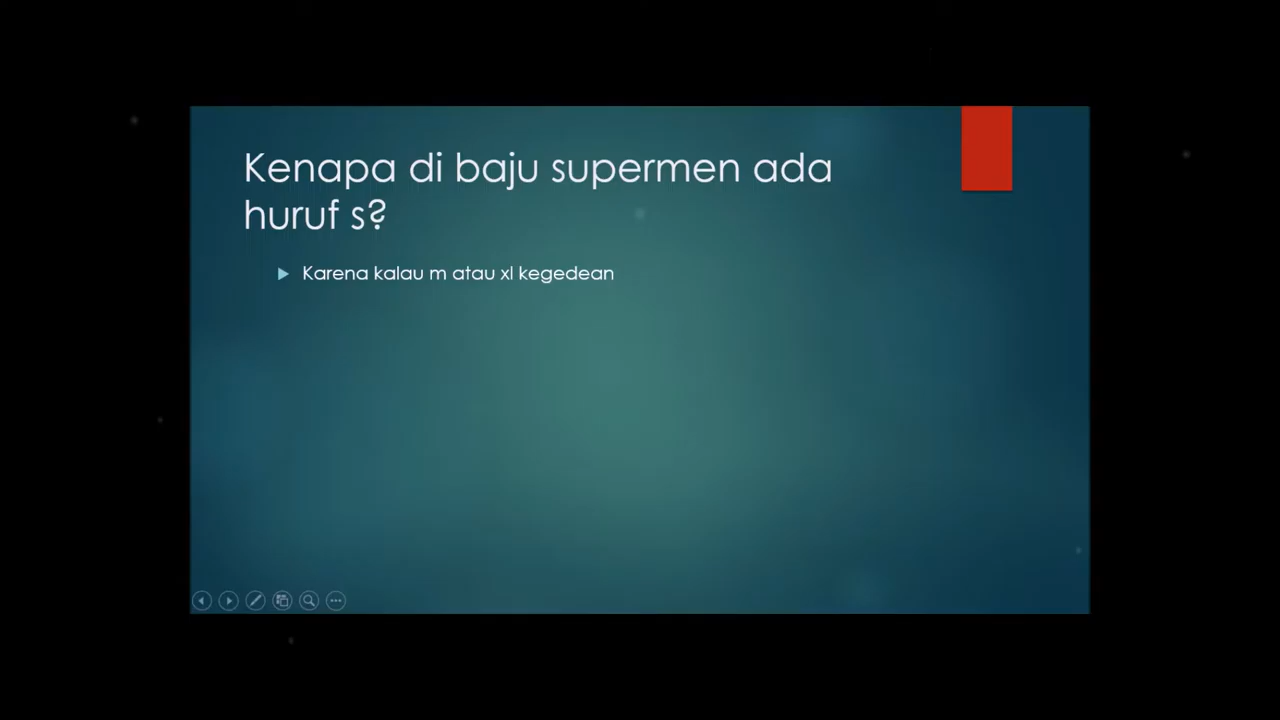 Kenapa di baju supermen ada
huruf s?
Karena kalau m atau xl kegedean